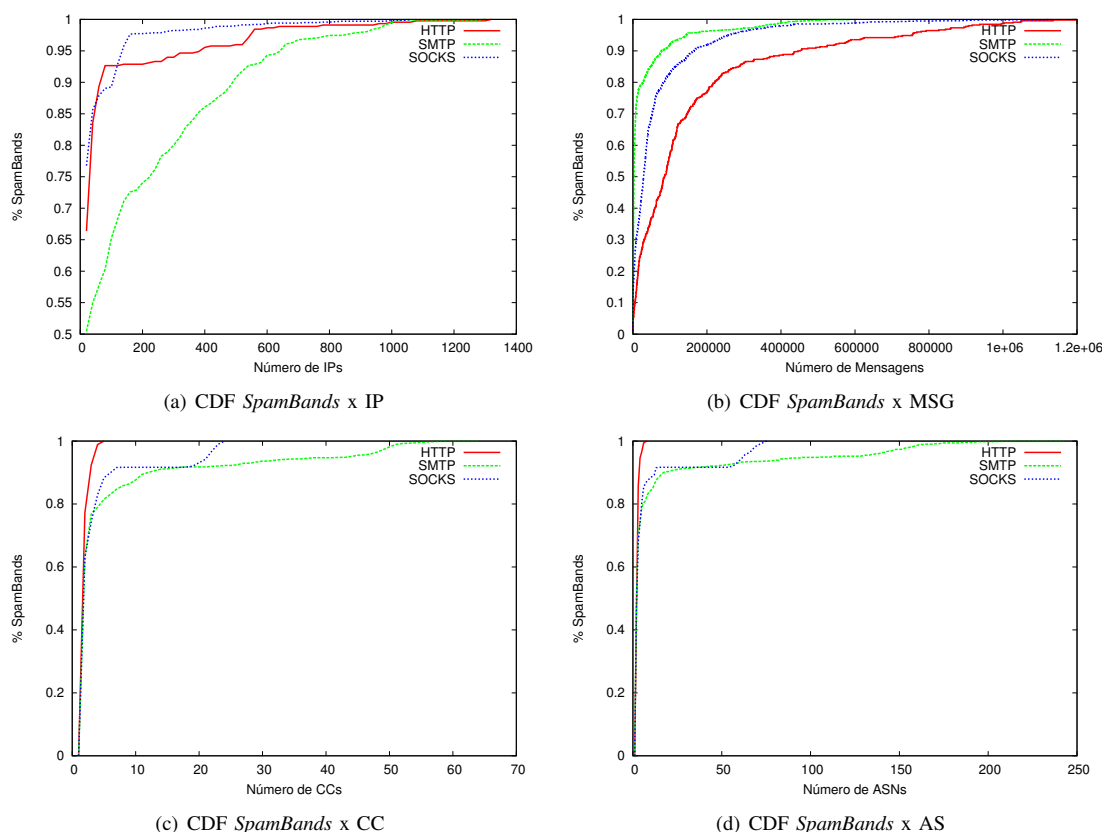 1
0.95
0.9
0.85
0.8
0.75
0.7
0.65
0.6
0.55
0.5
% SpamBands
0 200 400 600 800 1000 1200 1400
Número de IPs
HTTP
SMTP
SOCKS
(a) CDF SpamBands x IP
1
0.9
0.8
0.7
0.6
0.5
0.4
0.3
0.2
0.1
0
% SpamBands
0 200000 400000 600000 800000 1e+06 1.2e+06
Número de Mensagens
HTTP
SMTP
SOCKS
(b) CDF SpamBands x MSG
1
0.8
0.6
0.4
0.2
0
% SpamBands
0 10 20 30 40 50 60 70
Número de CCs
HTTP
SMTP
SOCKS
(c) CDF SpamBands x CC
1
0.8
0.6
0.4
0.2
0
% SpamBands
0 50 100 150 200 250
Número de ASNs
HTTP
SMTP
SOCKS
(d) CDF SpamBands x AS